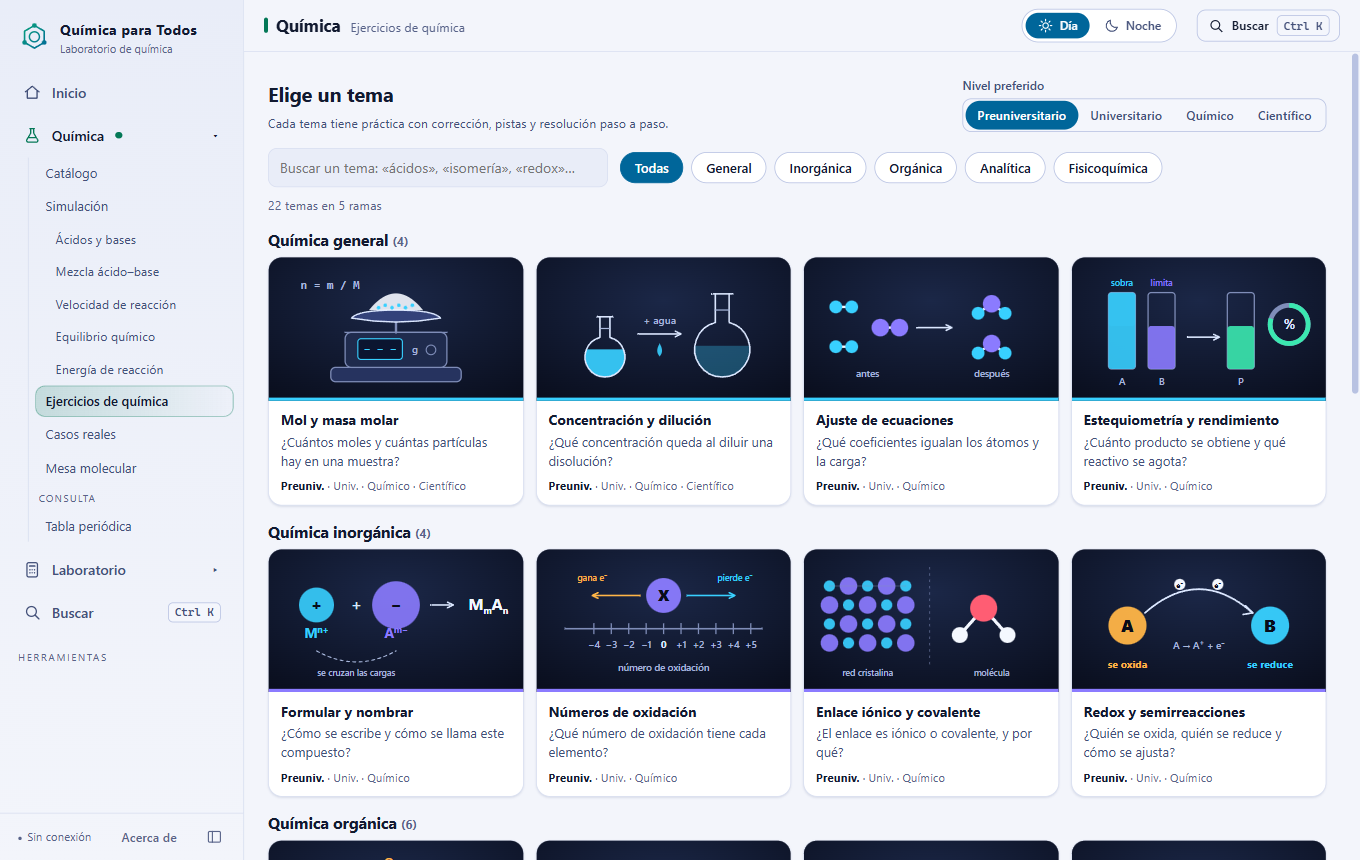 Química para Todos
Laboratorio de química
Inicio
Química
Catálogo
Simulación
Ácidos y bases
Mezcla ácido–base
Velocidad de reacción
Equilibrio químico
Energía de reacción
Ejercicios de química
Casos reales
Mesa molecular
CONSULTA
Tabla periódica
Laboratorio
Buscar Ctrl K
HERRAMIENTAS
• Sin conexión Acerca de
Química Ejercicios de química
Día Noche
Buscar Ctrl K
Elige un tema
Cada tema tiene práctica con corrección, pistas y resolución paso a paso.
Nivel preferido
Preuniversitario Universitario Químico Científico
Buscar un tema: «ácidos», «isomería», «redox»...
Todas General Inorgánica Orgánica Analítica Fisicoquímica
22 temas en 5 ramas
Química general (4)
n = m / M
– – – g
Mol y masa molar
¿Cuántos moles y cuántas partículas
hay en una muestra?
Preuniv. · Univ. · Químico · Científico
+ agua
Concentración y dilución
¿Qué concentración queda al diluir una
disolución?
Preuniv. · Univ. · Químico · Científico
antes después
Ajuste de ecuaciones
¿Qué coeficientes igualan los átomos y
la carga?
Preuniv. · Univ. · Químico
sobra limita
%
A B P
Estequiometría y rendimiento
¿Cuánto producto se obtiene y qué
reactivo se agota?
Preuniv. · Univ. · Químico
Química inorgánica (4)
+ + − MₘAₙ
Mⁿ⁺ Aᵐ⁻
se cruzan las cargas
Formular y nombrar
¿Cómo se escribe y cómo se llama este
compuesto?
Preuniv. · Univ. · Químico
gana e⁻ pierde e⁻
X
−4 −3 −2 −1 0 +1 +2 +3 +4 +5
número de oxidación
Números de oxidación
¿Qué número de oxidación tiene cada
elemento?
Preuniv. · Univ. · Químico
red cristalina molécula
Enlace iónico y covalente
¿El enlace es iónico o covalente, y por
qué?
Preuniv. · Univ. · Químico
e⁻ e⁻
A B
A → A⁺ + e⁻
se oxida se reduce
Redox y semirreacciones
¿Quién se oxida, quién se reduce y
cómo se ajusta?
Preuniv. · Univ. · Químico
Química orgánica (6)